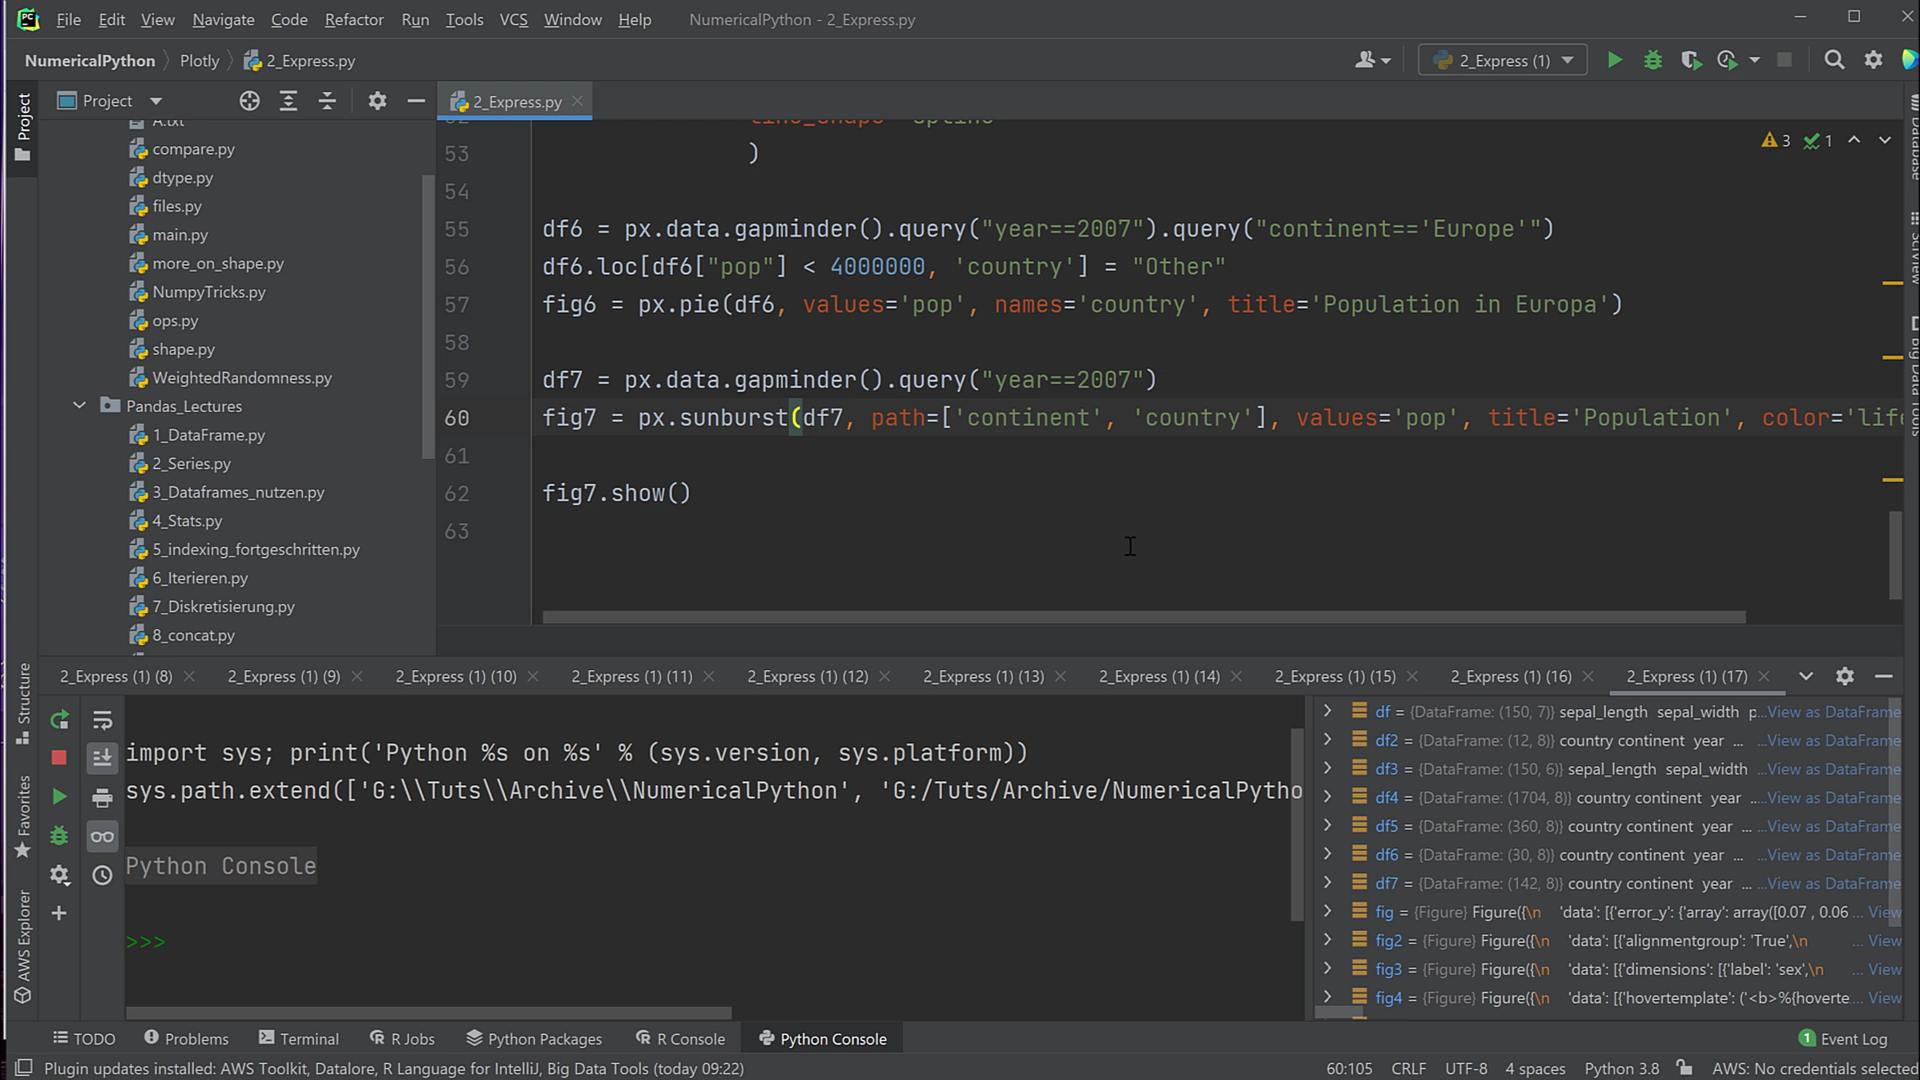 File Edit View Navigate Code Refactor Run Tools VCS Window Help NumericalPython - 2_Express.py
NumericalPython Plotly 2_Express.py 2_Express (1)
Project
Project
2_Express.py
A.txt
compare.py
dtype.py
files.py
main.py
more_on_shape.py
NumpyTricks.py
ops.py
shape.py
WeightedRandomness.py
Pandas_Lectures
1_DataFrame.py
2_Series.py
3_Dataframes_nutzen.py
4_Stats.py
5_indexing_fortgeschritten.py
6_Iterieren.py
7_Diskretisierung.py
8_concat.py
3 1
53 )
54
55 df6 = px.data.gapminder().query("year==2007").query("continent=='Europe'")
56 df6.loc[df6["pop"] < 4000000, 'country'] = "Other"
57 fig6 = px.pie(df6, values='pop', names='country', title='Population in Europa')
58
59 df7 = px.data.gapminder().query("year==2007")
60 fig7 = px.sunburst(df7, path=['continent', 'country'], values='pop', title='Population', color='life
61
62 fig7.show()
63
Database
SciView
Big Data Tools
2_Express (1) (8) 2_Express (1) (9) 2_Express (1) (10) 2_Express (1) (11) 2_Express (1) (12) 2_Express (1) (13) 2_Express (1) (14) 2_Express (1) (15) 2_Express (1) (16) 2_Express (1) (17)
Structure
Favorites
AWS Explorer
import sys; print('Python %s on %s' % (sys.version, sys.platform))
sys.path.extend(['G:\\Tuts\\Archive\\NumericalPython', 'G:/Tuts/Archive/NumericalPytho
Python Console
>>>
df = {DataFrame: (150, 7)} sepal_length sepal_width p...View as DataFrame
df2 = {DataFrame: (12, 8)} country continent year ...View as DataFrame
df3 = {DataFrame: (150, 6)} sepal_length sepal_width ...View as DataFrame
df4 = {DataFrame: (1704, 8)} country continent year ...View as DataFrame
df5 = {DataFrame: (360, 8)} country continent year ...View as DataFrame
df6 = {DataFrame: (30, 8)} country continent year ...View as DataFrame
df7 = {DataFrame: (142, 8)} country continent year ...View as DataFrame
fig = {Figure} Figure({\n 'data': [{'error_y': {'array': array([0.07 , 0.06 ... View
fig2 = {Figure} Figure({\n 'data': [{'alignmentgroup': 'True',\n ... View
fig3 = {Figure} Figure({\n 'data': [{'dimensions': [{'label': 'sex',\n ... View
fig4 = {Figure} Figure({\n 'data': [{'hovertemplate': ('<b>%{hoverte... View
TODO Problems Terminal R Jobs Python Packages R Console Python Console 1 Event Log
Plugin updates installed: AWS Toolkit, Datalore, R Language for IntelliJ, Big Data Tools (today 09:22) 60:105 CRLF UTF-8 4 spaces Python 3.8 AWS: No credentials selected